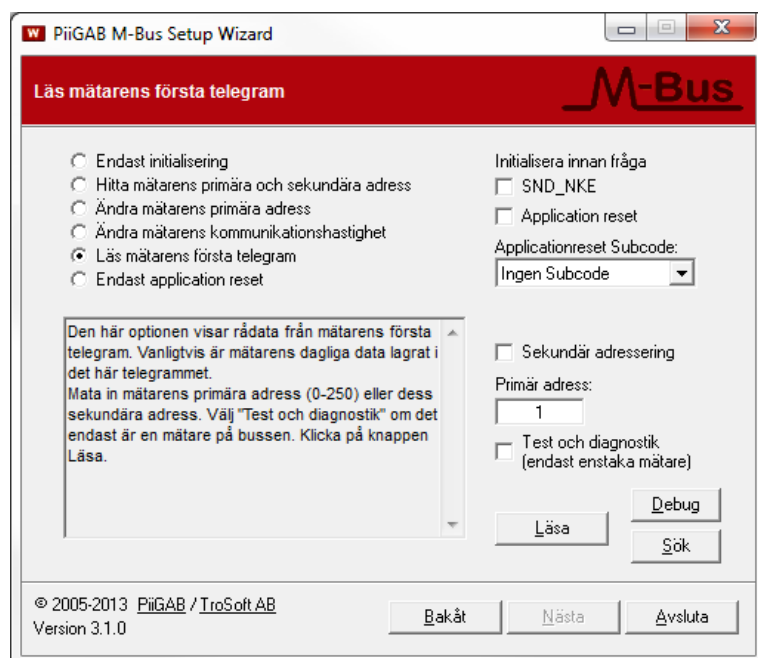 PiiGAB M-Bus Setup Wizard
Läs mätarens första telegram
M-Bus
Endast initialisering
Hitta mätarens primära och sekundära adress
Ändra mätarens primära adress
Ändra mätarens kommunikationshastighet
Läs mätarens första telegram
Endast application reset
Initialisera innan fråga
SND_NKE
Application reset
Applicationreset Subcode:
Ingen Subcode
Den här optionen visar rådata från mätarens första
telegram. Vanligtvis är mätarens dagliga data lagrat i
det här telegrammet.
Mata in mätarens primära adress (0-250) eller dess
sekundära adress. Välj "Test och diagnostik" om det
endast är en mätare på bussen. Klicka på knappen
Läsa.
Sekundär adressering
Primär adress:
1
Test och diagnostik
(endast enstaka mätare)
Läsa
Debug
Sök
© 2005-2013 PiiGAB / TroSoft AB
Version 3.1.0
Bakåt
Nästa
Avsluta